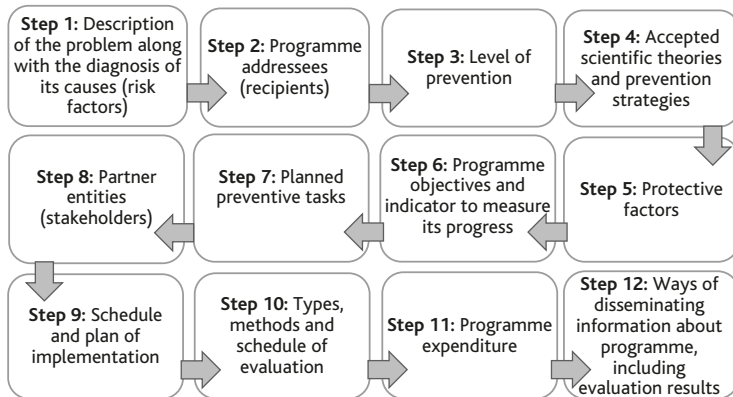 Step 1: Description
of the problem along
with the diagnosis of
its causes (risk
factors)
Step 2: Programme
addressees
(recipients)
Step 3: Level of
prevention
Step 4: Accepted
scientific theories
and prevention
strategies
Step 5: Protective
factors
Step 6: Programme
objectives and
indicator to measure
its progress
Step 7: Planned
preventive tasks
Step 8: Partner
entities
(stakeholders)
Step 9: Schedule
and plan of
implementation
Step 10: Types,
methods and
schedule of
evaluation
Step 11: Programme
expenditure
Step 12: Ways of
disseminating
information about
programme,
including
evaluation results